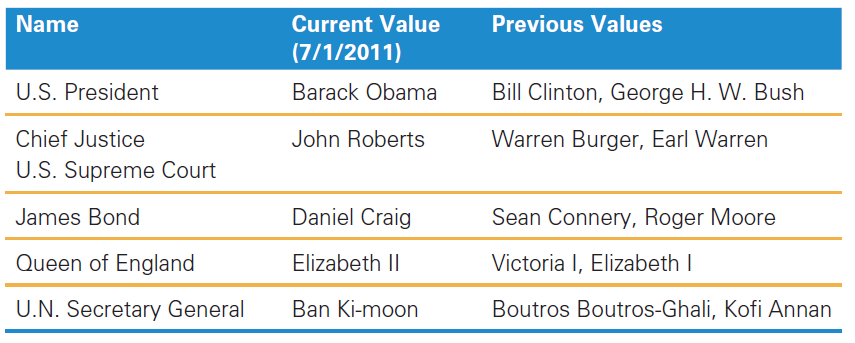 Name Current Value Previous Values
(7/1/2011)
U.S. President Barack Obama Bill Clinton, George H. W. Bush
Chief Justice John Roberts Warren Burger, Earl Warren
U.S. Supreme Court
James Bond Daniel Craig Sean Connery, Roger Moore
Queen of England Elizabeth II Victoria I, Elizabeth I
U.N. Secretary General Ban Ki-moon Boutros Boutros-Ghali, Kofi Annan